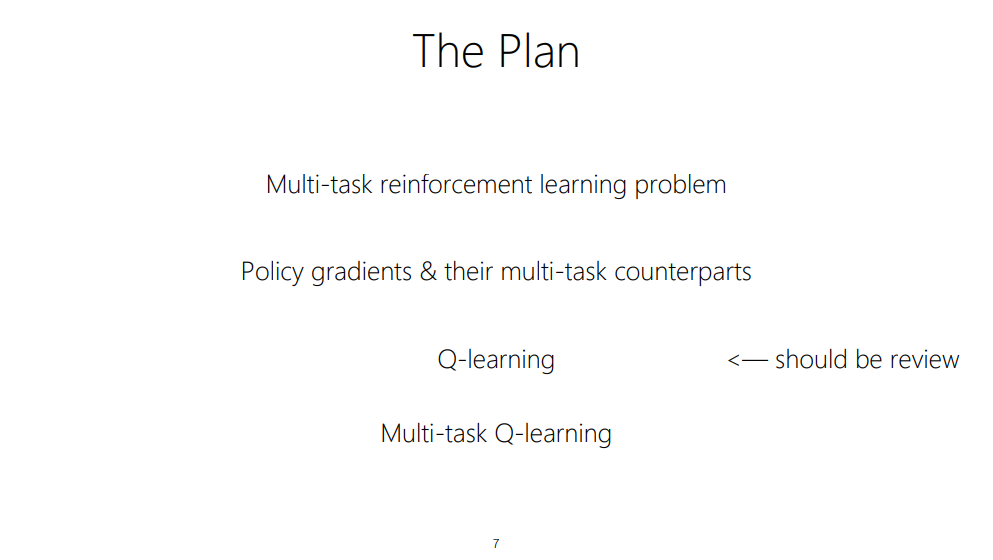 The Plan
Multi-task reinforcement learning problem
Policy gradients & their multi-task counterparts
Q-learning <— should be review
Multi-task Q-learning
7